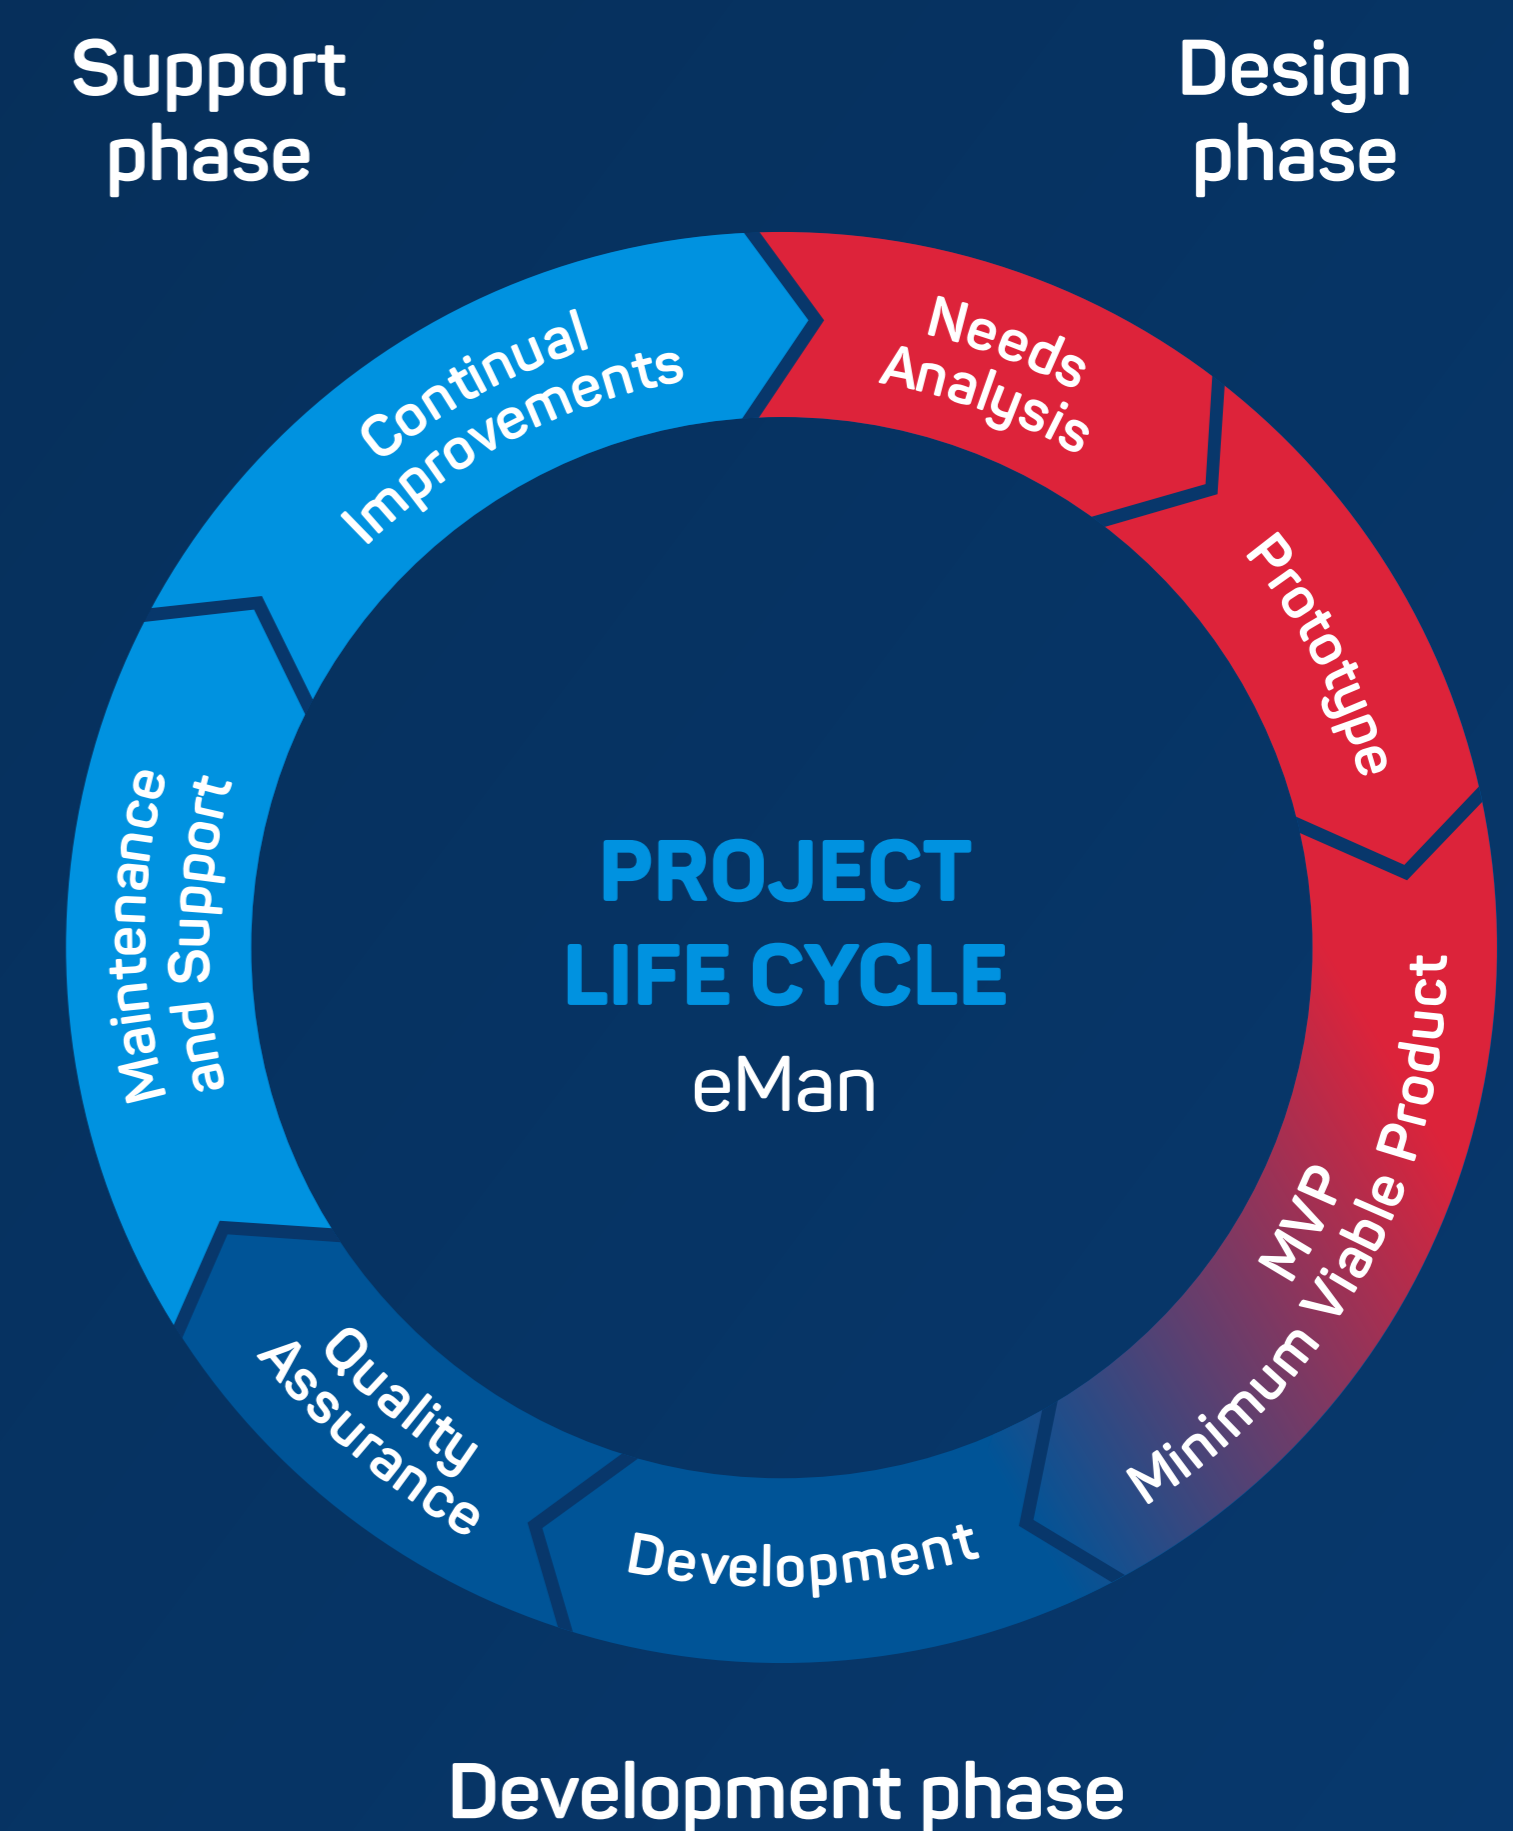 Support
phase
Design
phase
Needs
Analysis
Prototype
MVP
Minimum Viable Product
Development
Quality
Assurance
Maintenance
and Support
Continual
Improvements
PROJECT
LIFE CYCLE
eMan
Development phase